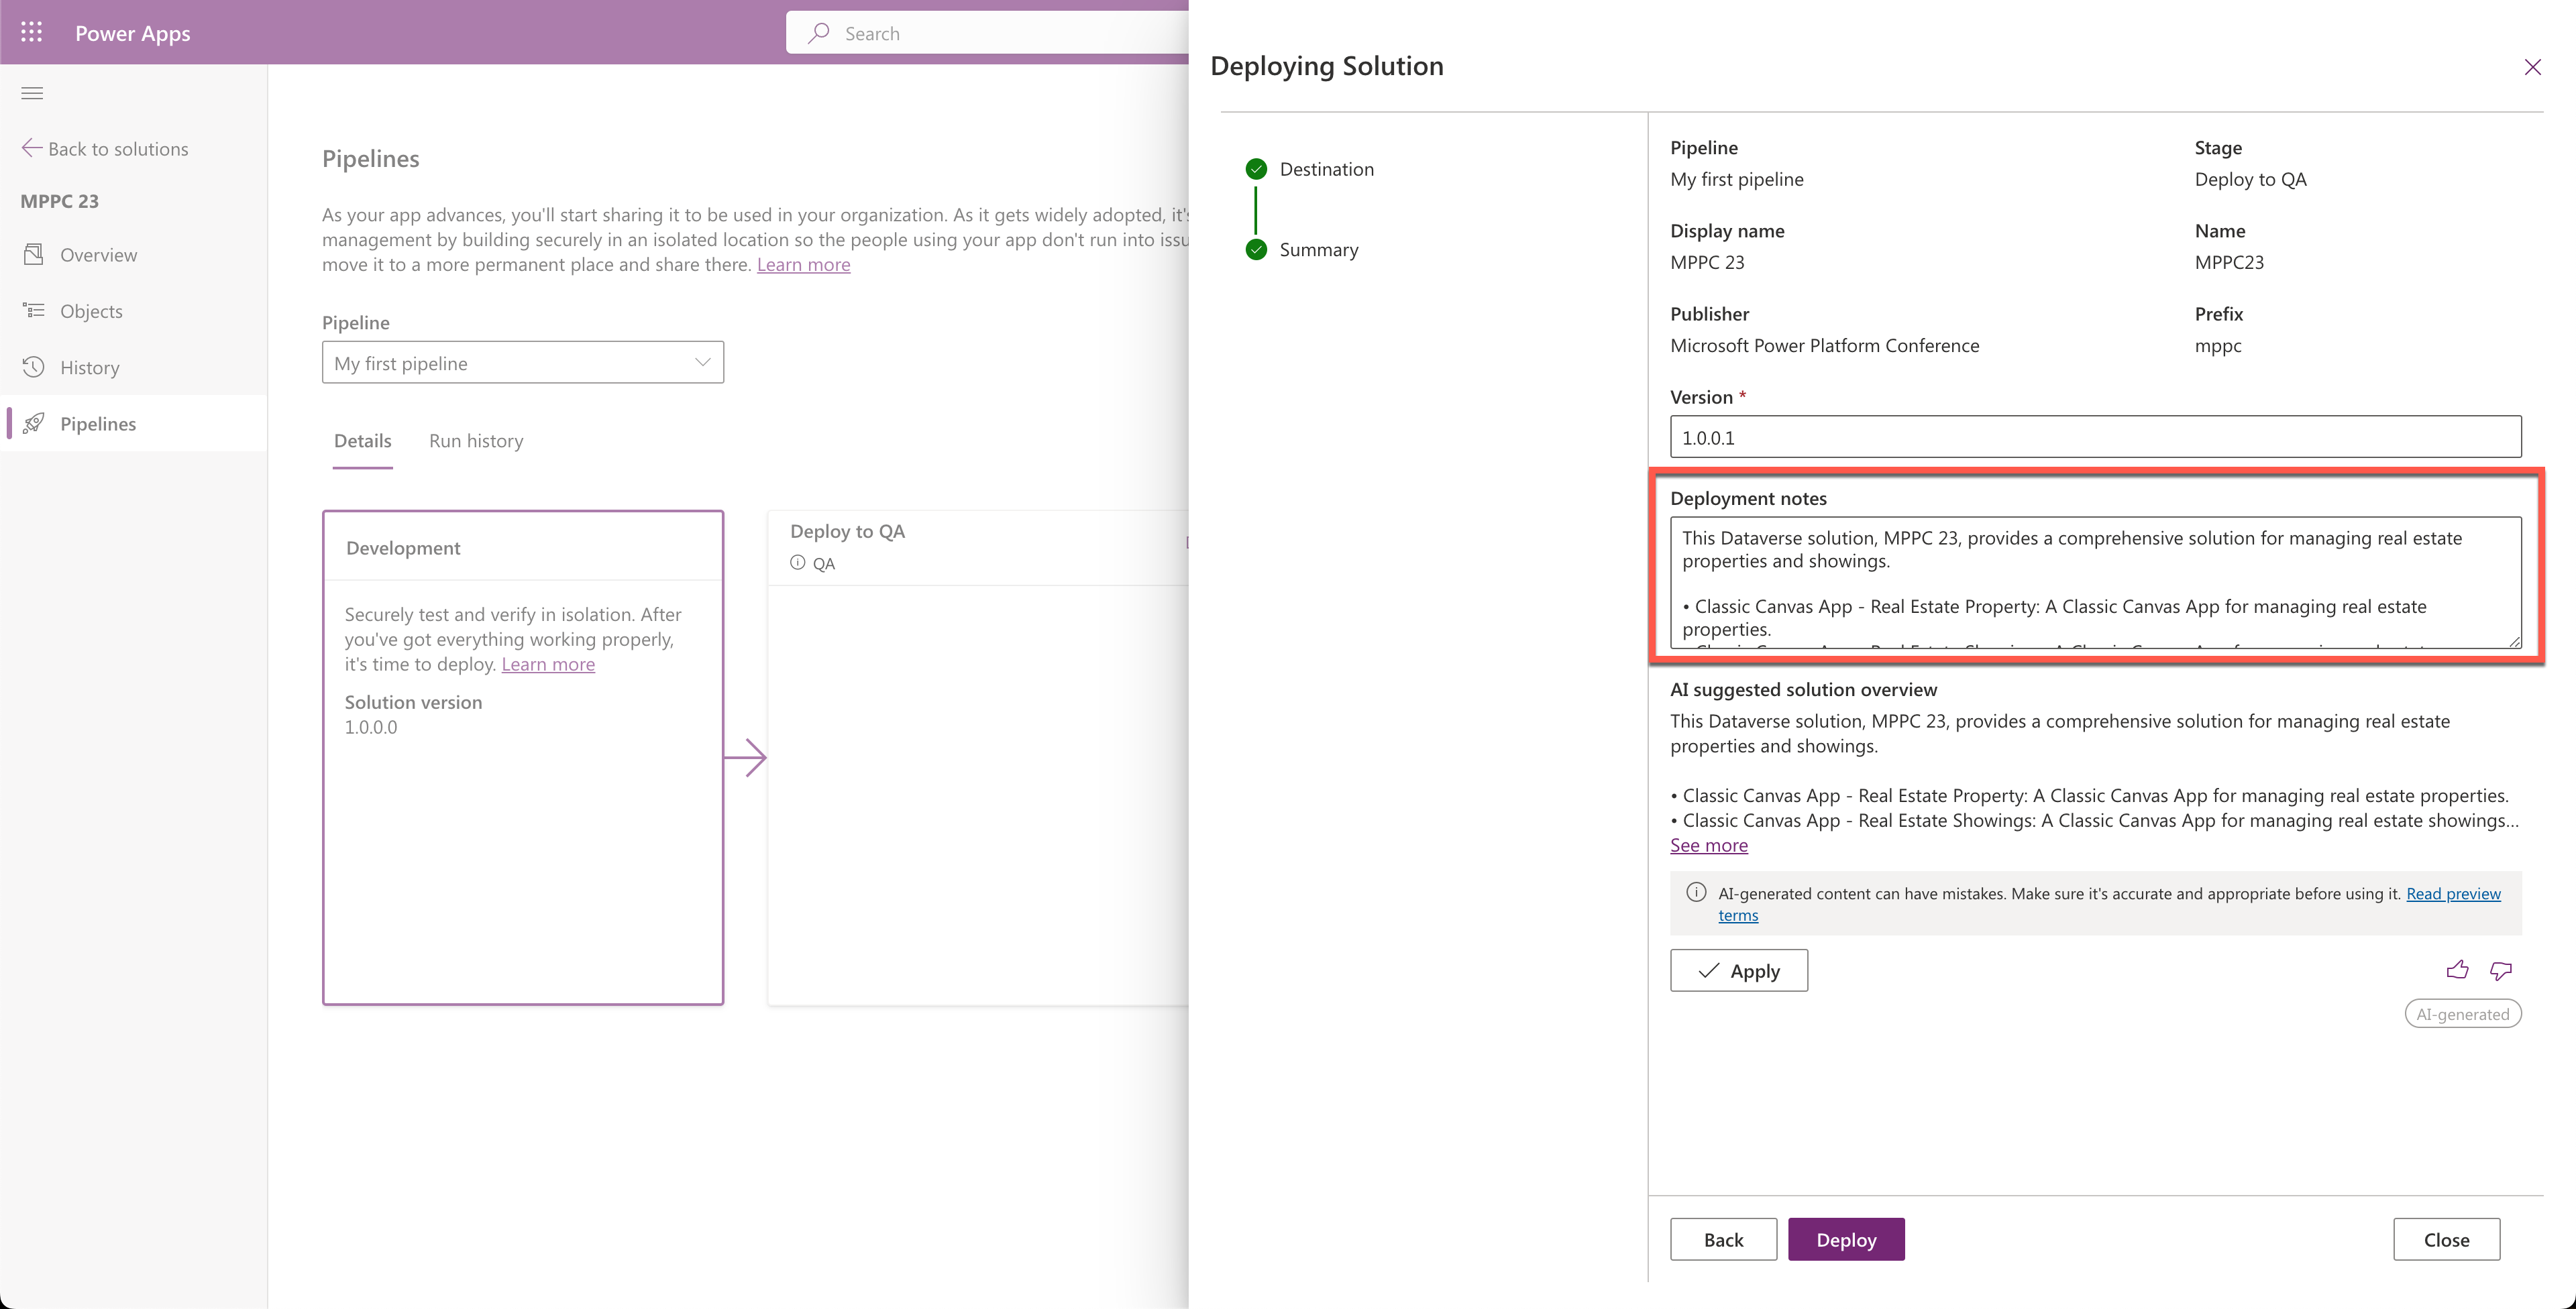 Power Apps
Search
Back to solutions
MPPC 23
Overview
Objects
History
Pipelines
Pipelines
As your app advances, you'll start sharing it to be used in your organization. As it gets widely adopted, it's
management by building securely in an isolated location so the people using your app don't run into issu
move it to a more permanent place and share there. Learn more
Pipeline
My first pipeline
Details
Run history
Development
Securely test and verify in isolation. After
you've got everything working properly,
it's time to deploy. Learn more
Solution version
1.0.0.0
Deploy to QA
QA
Deploying Solution
Destination
Summary
Pipeline
My first pipeline
Stage
Deploy to QA
Display name
MPPC 23
Name
MPPC23
Publisher
Microsoft Power Platform Conference
Prefix
mppc
Version *
1.0.0.1
Deployment notes
This Dataverse solution, MPPC 23, provides a comprehensive solution for managing real estate
properties and showings.
• Classic Canvas App - Real Estate Property: A Classic Canvas App for managing real estate
properties.
AI suggested solution overview
This Dataverse solution, MPPC 23, provides a comprehensive solution for managing real estate
properties and showings.
• Classic Canvas App - Real Estate Property: A Classic Canvas App for managing real estate properties.
• Classic Canvas App - Real Estate Showings: A Classic Canvas App for managing real estate showings...
See more
AI-generated content can have mistakes. Make sure it's accurate and appropriate before using it. Read preview
terms
Apply
AI-generated
Back
Deploy
Close